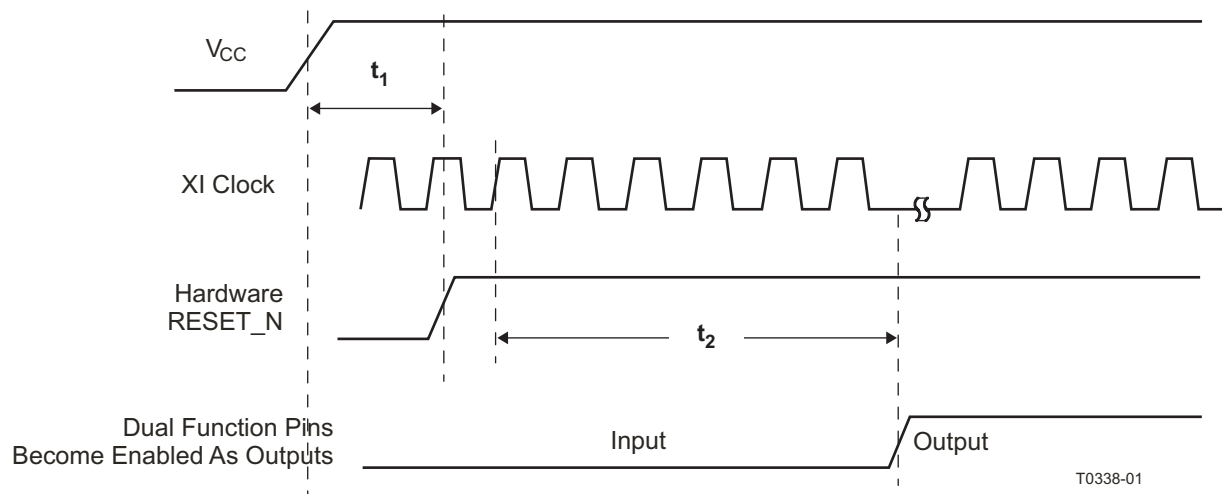 VCC
t1
XI Clock
Hardware
RESET_N
t2
Dual Function Pins
Become Enabled As Outputs
Input
Output
T0338-01